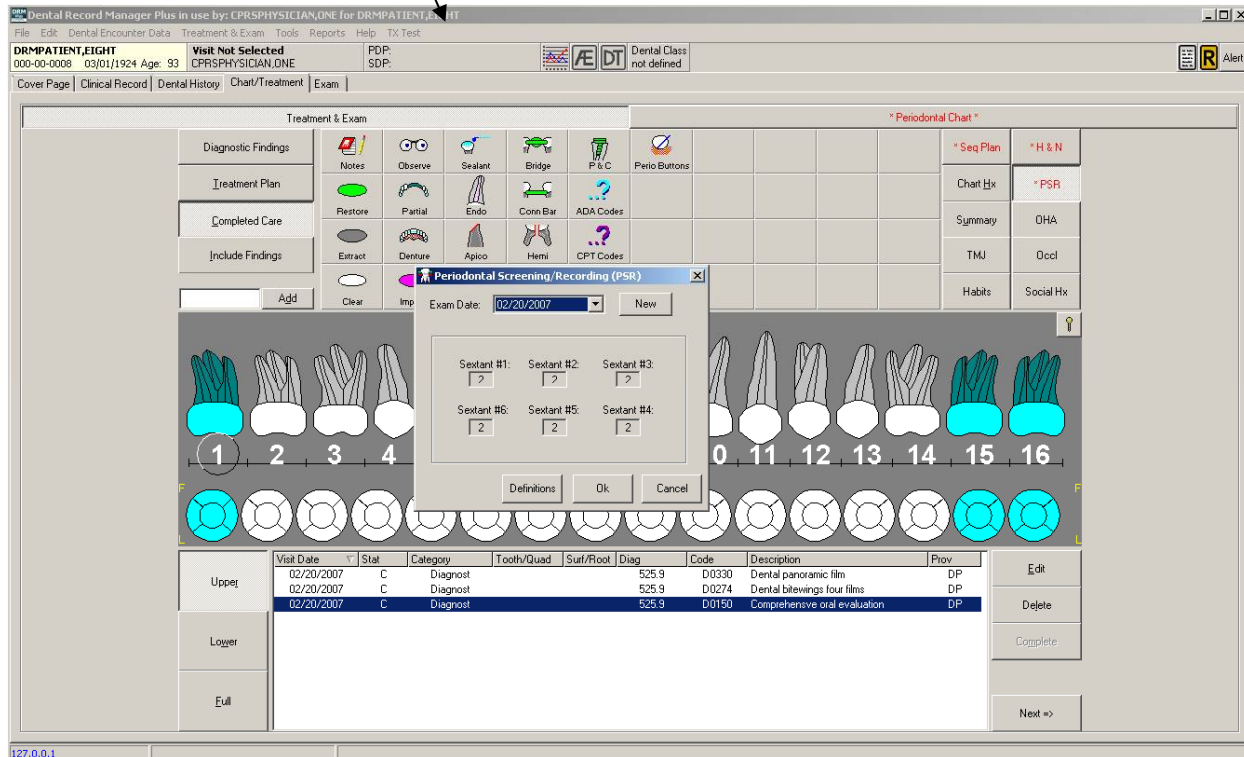 Dental Record Manager Plus in use by: CPRSPHYSICIAN,ONE for DRMPATIENT,EIGHT
File Edit Dental Encounter Data Treatment & Exam Tools Reports Help TX Test
DRMPATIENT,EIGHT Visit Not Selected PDP: Dental Class
000-00-0008 03/01/1924 Age: 93 CPRSPHYSICIAN,ONE SDP: Æ DT not defined R Alert
Cover Page Clinical Record Dental History Chart/Treatment Exam
Treatment & Exam * Periodontal Chart *
Diagnostic Findings Notes Observe Sealant Bridge P & C Perio Buttons * Seq Plan * H & N
Treatment Plan Restore Partial Endo Conn Bar ADA Codes Chart Hx * PSR
Completed Care Extract Denture Apico Hemi CPT Codes Summary OHA
Include Findings TMJ Occl
Add Clear Habits Social Hx
Periodontal Screening/Recording (PSR)
Exam Date: 02/20/2007 New
Sextant #1: Sextant #2: Sextant #3:
2 2 2
Sextant #6: Sextant #5: Sextant #4:
2 2 2
Definitions Ok Cancel
1 2 3 4 0 11 12 13 14 15 16
F F
L L
Upper Lower Full
Visit Date Stat Category Tooth/Quad Surf/Root Diag Code Description Prov
02/20/2007 C Diagnost 525.9 D0330 Dental panoramic film DP
02/20/2007 C Diagnost 525.9 D0274 Dental bitewings four films DP
02/20/2007 C Diagnost 525.9 D0150 Comprehensve oral evaluation DP
Edit
Delete
Complete
Next =>
127.0.0.1